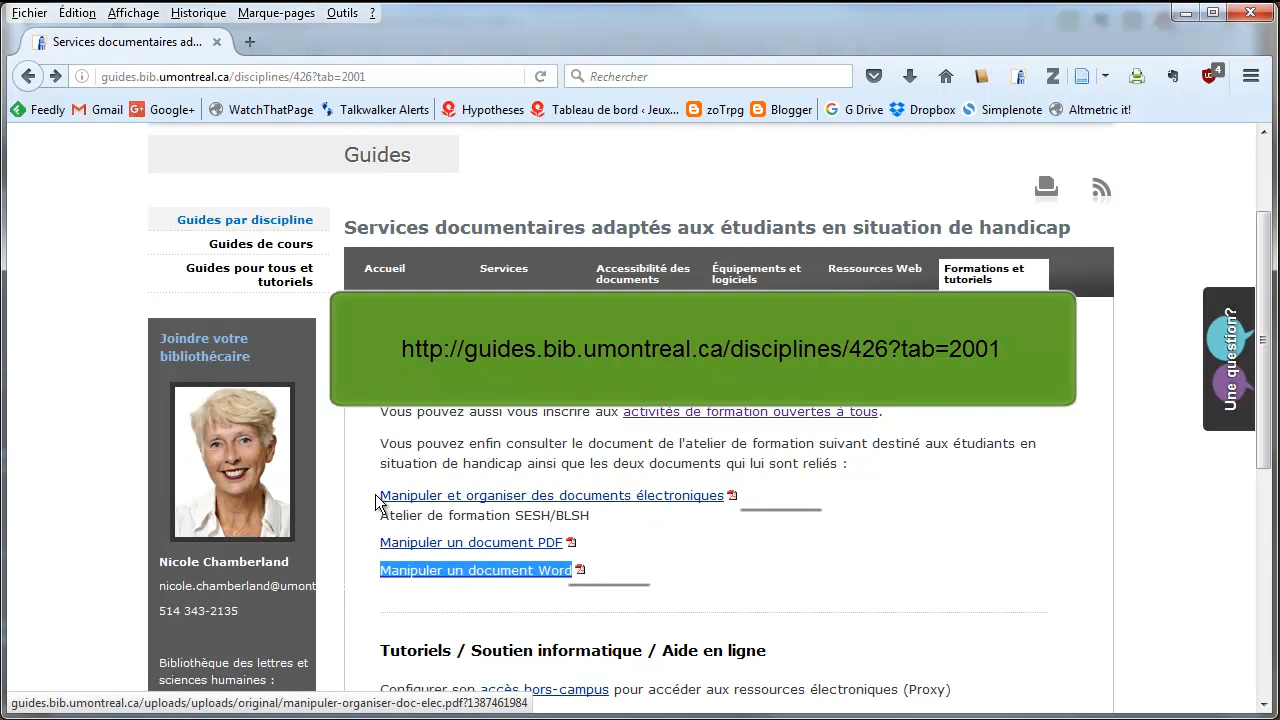 Fichier Édition Affichage Historique Marque-pages Outils ?
Services documentaires ad...
guides.bib.umontreal.ca/disciplines/426?tab=2001
Rechercher
4
Feedly Gmail Google+ WatchThatPage Talkwalker Alerts Hypotheses Tableau de bord ‹ Jeux... zoTrpg Blogger G Drive Dropbox Simplenote Altmetric it!
Guides
Guides par discipline
Guides de cours
Guides pour tous et
tutoriels
Services documentaires adaptés aux étudiants en situation de handicap
Accueil Services Accessibilité des documents Équipements et logiciels Ressources Web Formations et tutoriels
http://guides.bib.umontreal.ca/disciplines/426?tab=2001
Joindre votre
bibliothécaire
Nicole Chamberland
nicole.chamberland@umont
514 343-2135
Bibliothèque des lettres et
sciences humaines :
Vous pouvez aussi vous inscrire aux activités de formation ouvertes à tous.
Vous pouvez enfin consulter le document de l'atelier de formation suivant destiné aux étudiants en
situation de handicap ainsi que les deux documents qui lui sont reliés :
Manipuler et organiser des documents électroniques
Atelier de formation SESH/BLSH
Manipuler un document PDF
Manipuler un document Word
Tutoriels / Soutien informatique / Aide en ligne
Configurer son accès hors-campus pour accéder aux ressources électroniques (Proxy)
Une question?
guides.bib.umontreal.ca/uploads/uploads/original/manipuler-organiser-doc-elec.pdf?1387461984